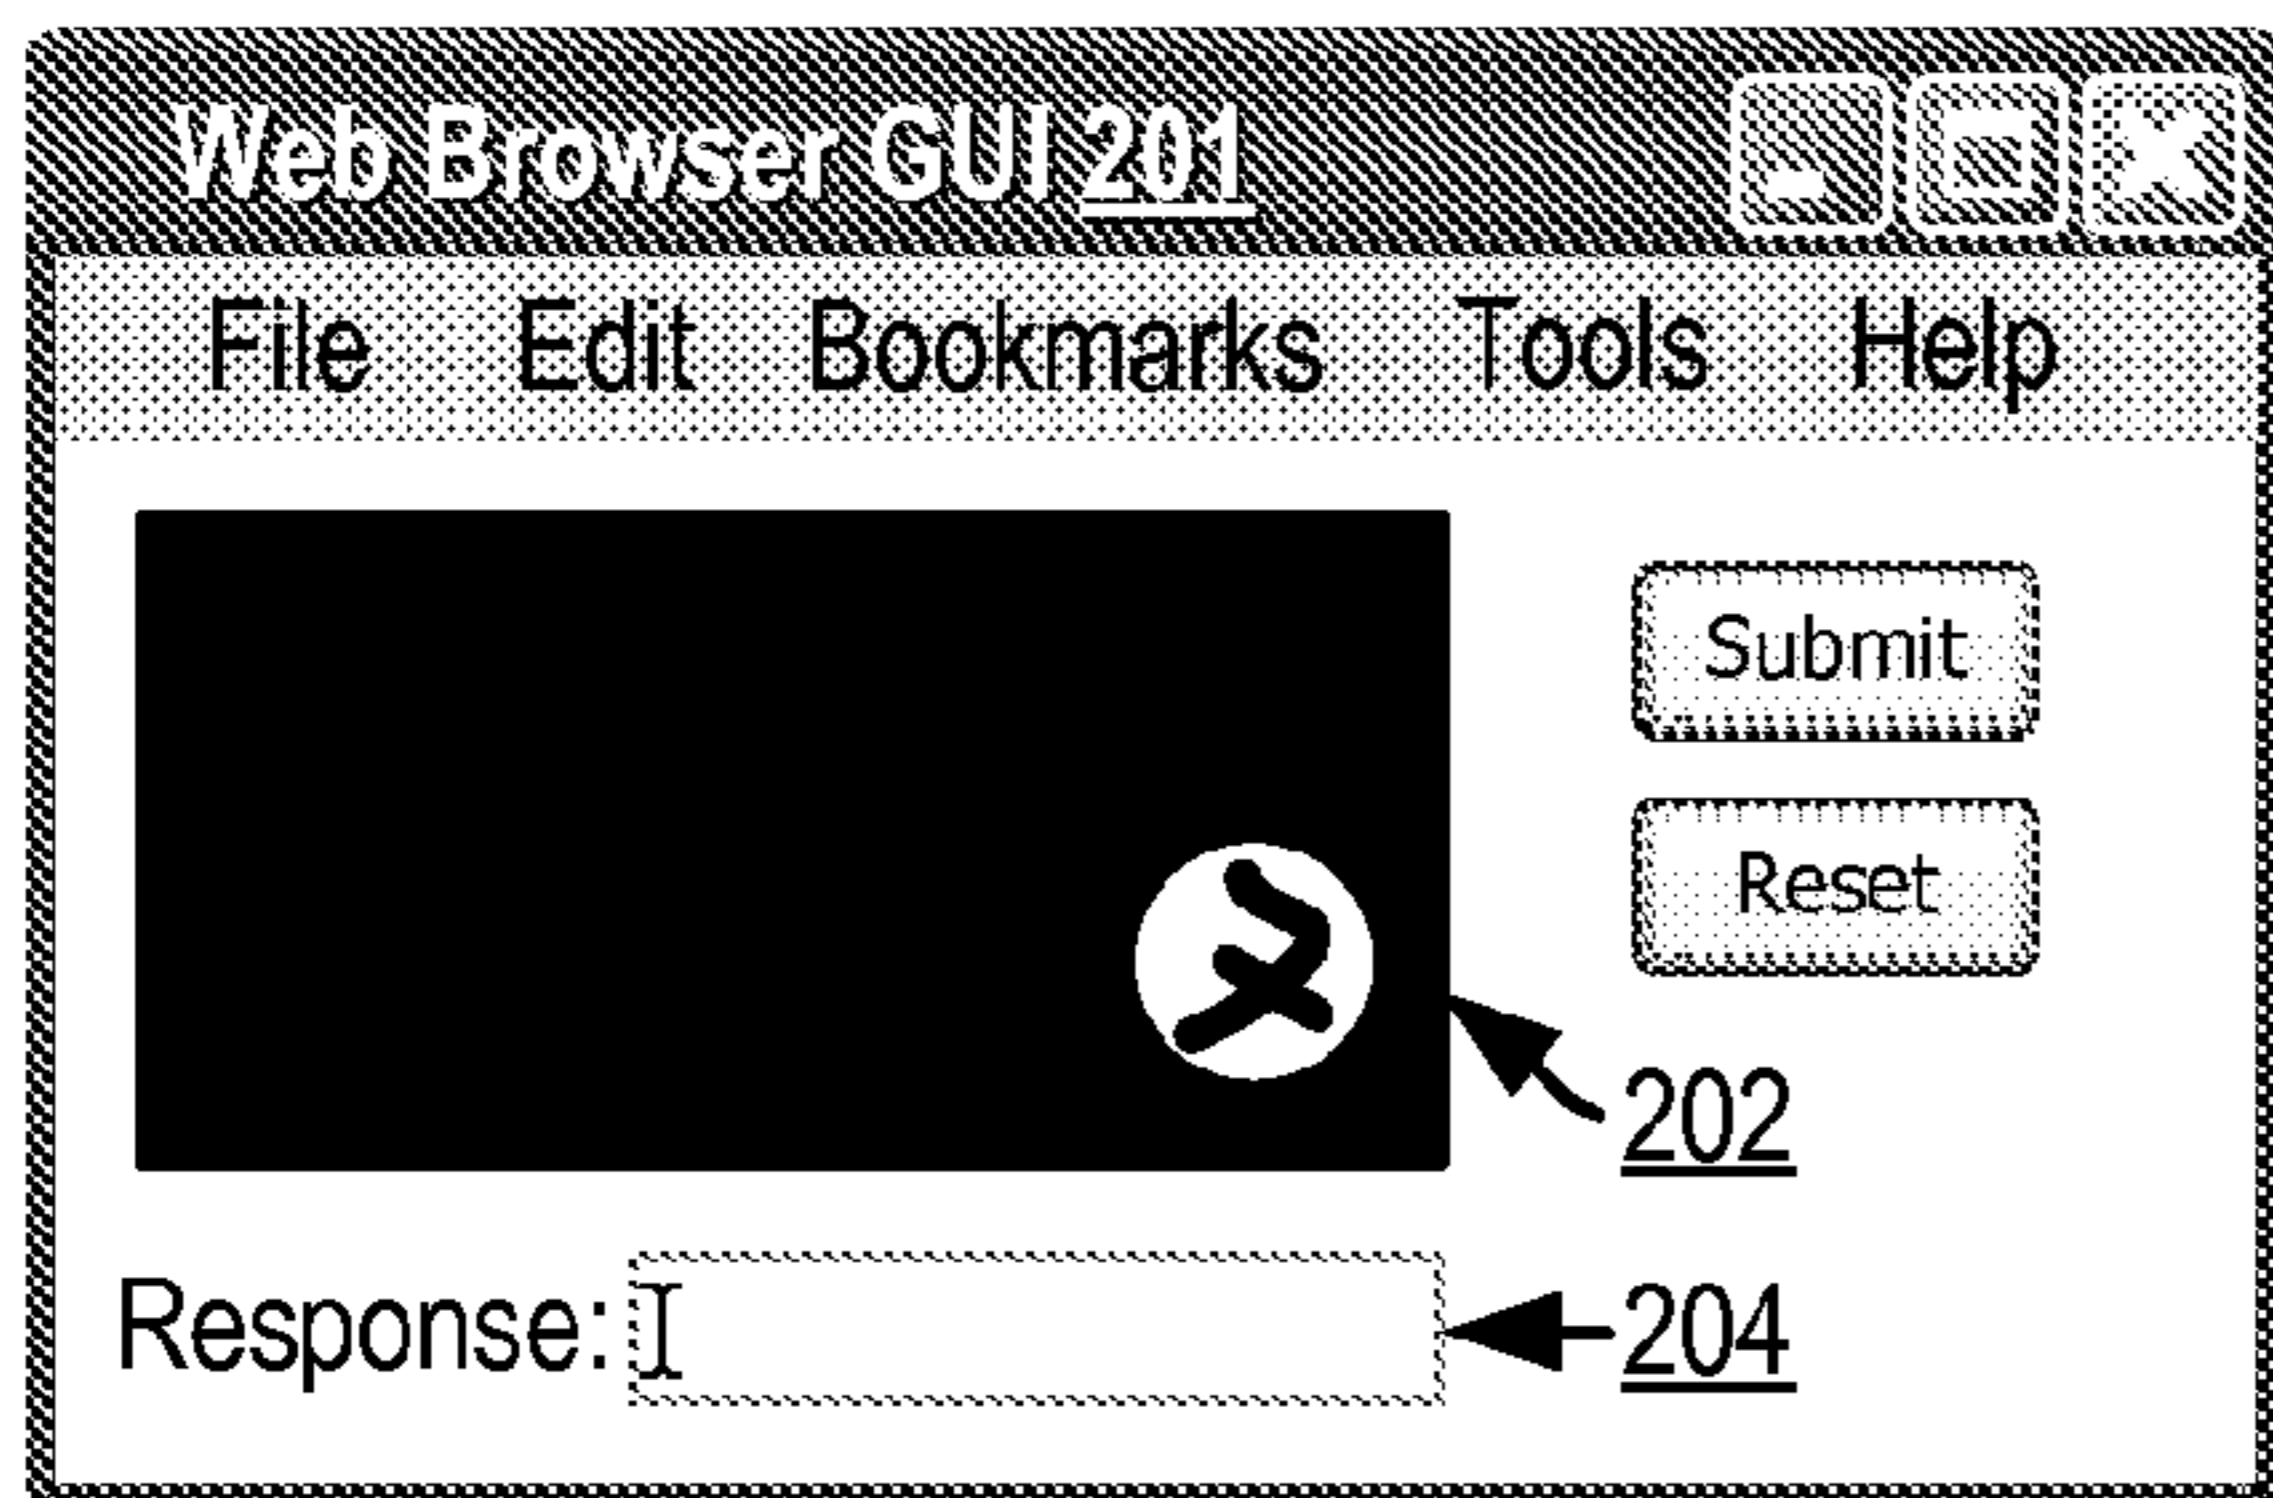 Web Browser GUI 201
File Edit Bookmarks Tools Help
Submit
Reset
202
Response:
204